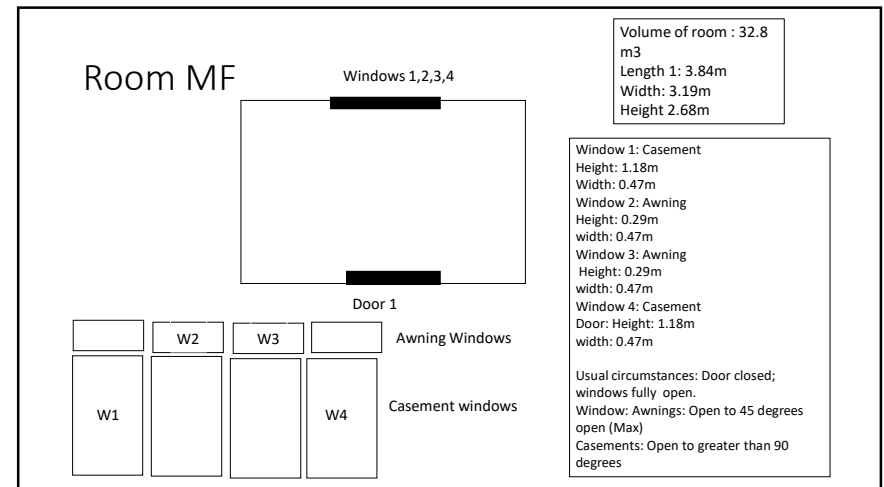 Room MF
Windows 1,2,3,4
Volume of room : 32.8
m3
Length 1: 3.84m
Width: 3.19m
Height 2.68m
Window 1: Casement
Height: 1.18m
Width: 0.47m
Window 2: Awning
Height: 0.29m
width: 0.47m
Window 3: Awning
Height: 0.29m
width: 0.47m
Window 4: Casement
Door: Height: 1.18m
width: 0.47m
Usual circumstances: Door closed;
windows fully open.
Window: Awnings: Open to 45 degrees
open (Max)
Casements: Open to greater than 90
degrees
Door 1
W2
W3
Awning Windows
W1
W4
Casement windows